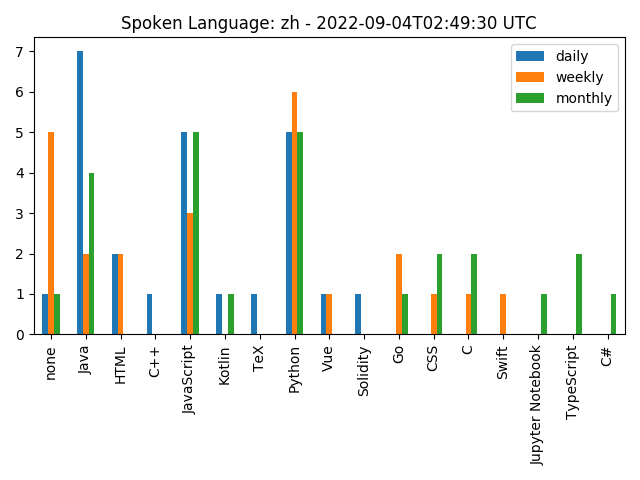 Spoken Language: zh - 2022-09-04T02:49:30 UTC
daily
weekly
monthly
7
6
5
4
3
2
1
0
none
Java
HTML
C++
JavaScript
Kotlin
TeX
Python
Vue
Solidity
Go
CSS
C
Swift
Jupyter Notebook
TypeScript
C#